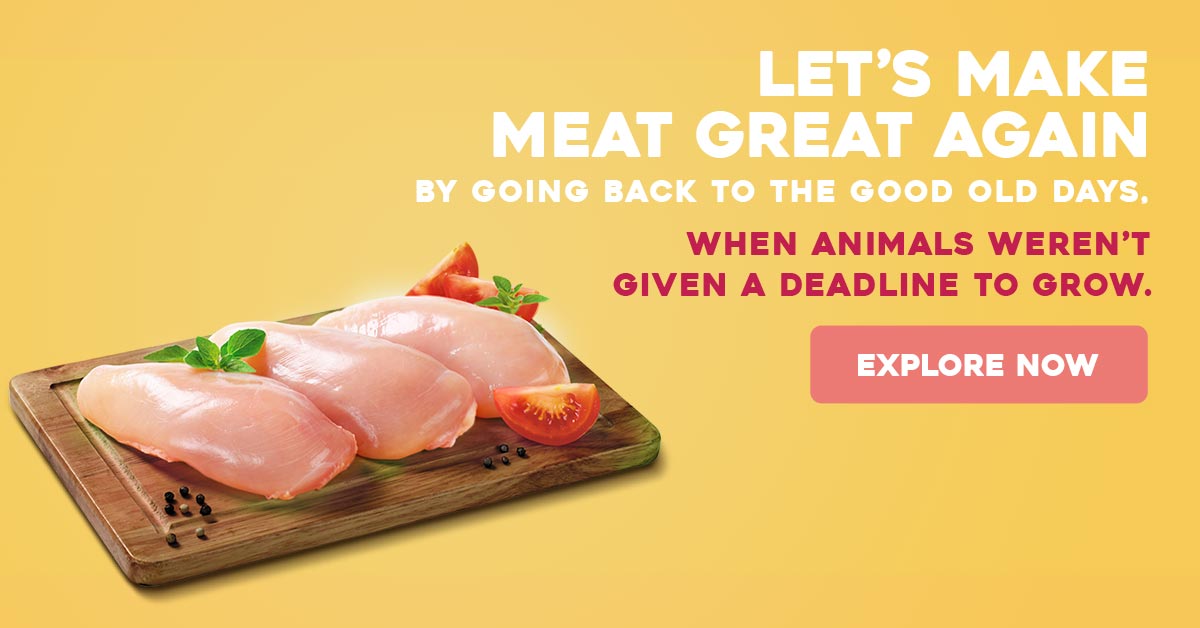 LET'S MAKE
MEAT GREAT AGAIN
BY GOING BACK TO THE GOOD OLD DAYS,
WHEN ANIMALS WEREN'T
GIVEN A DEADLINE TO GROW.
EXPLORE NOW